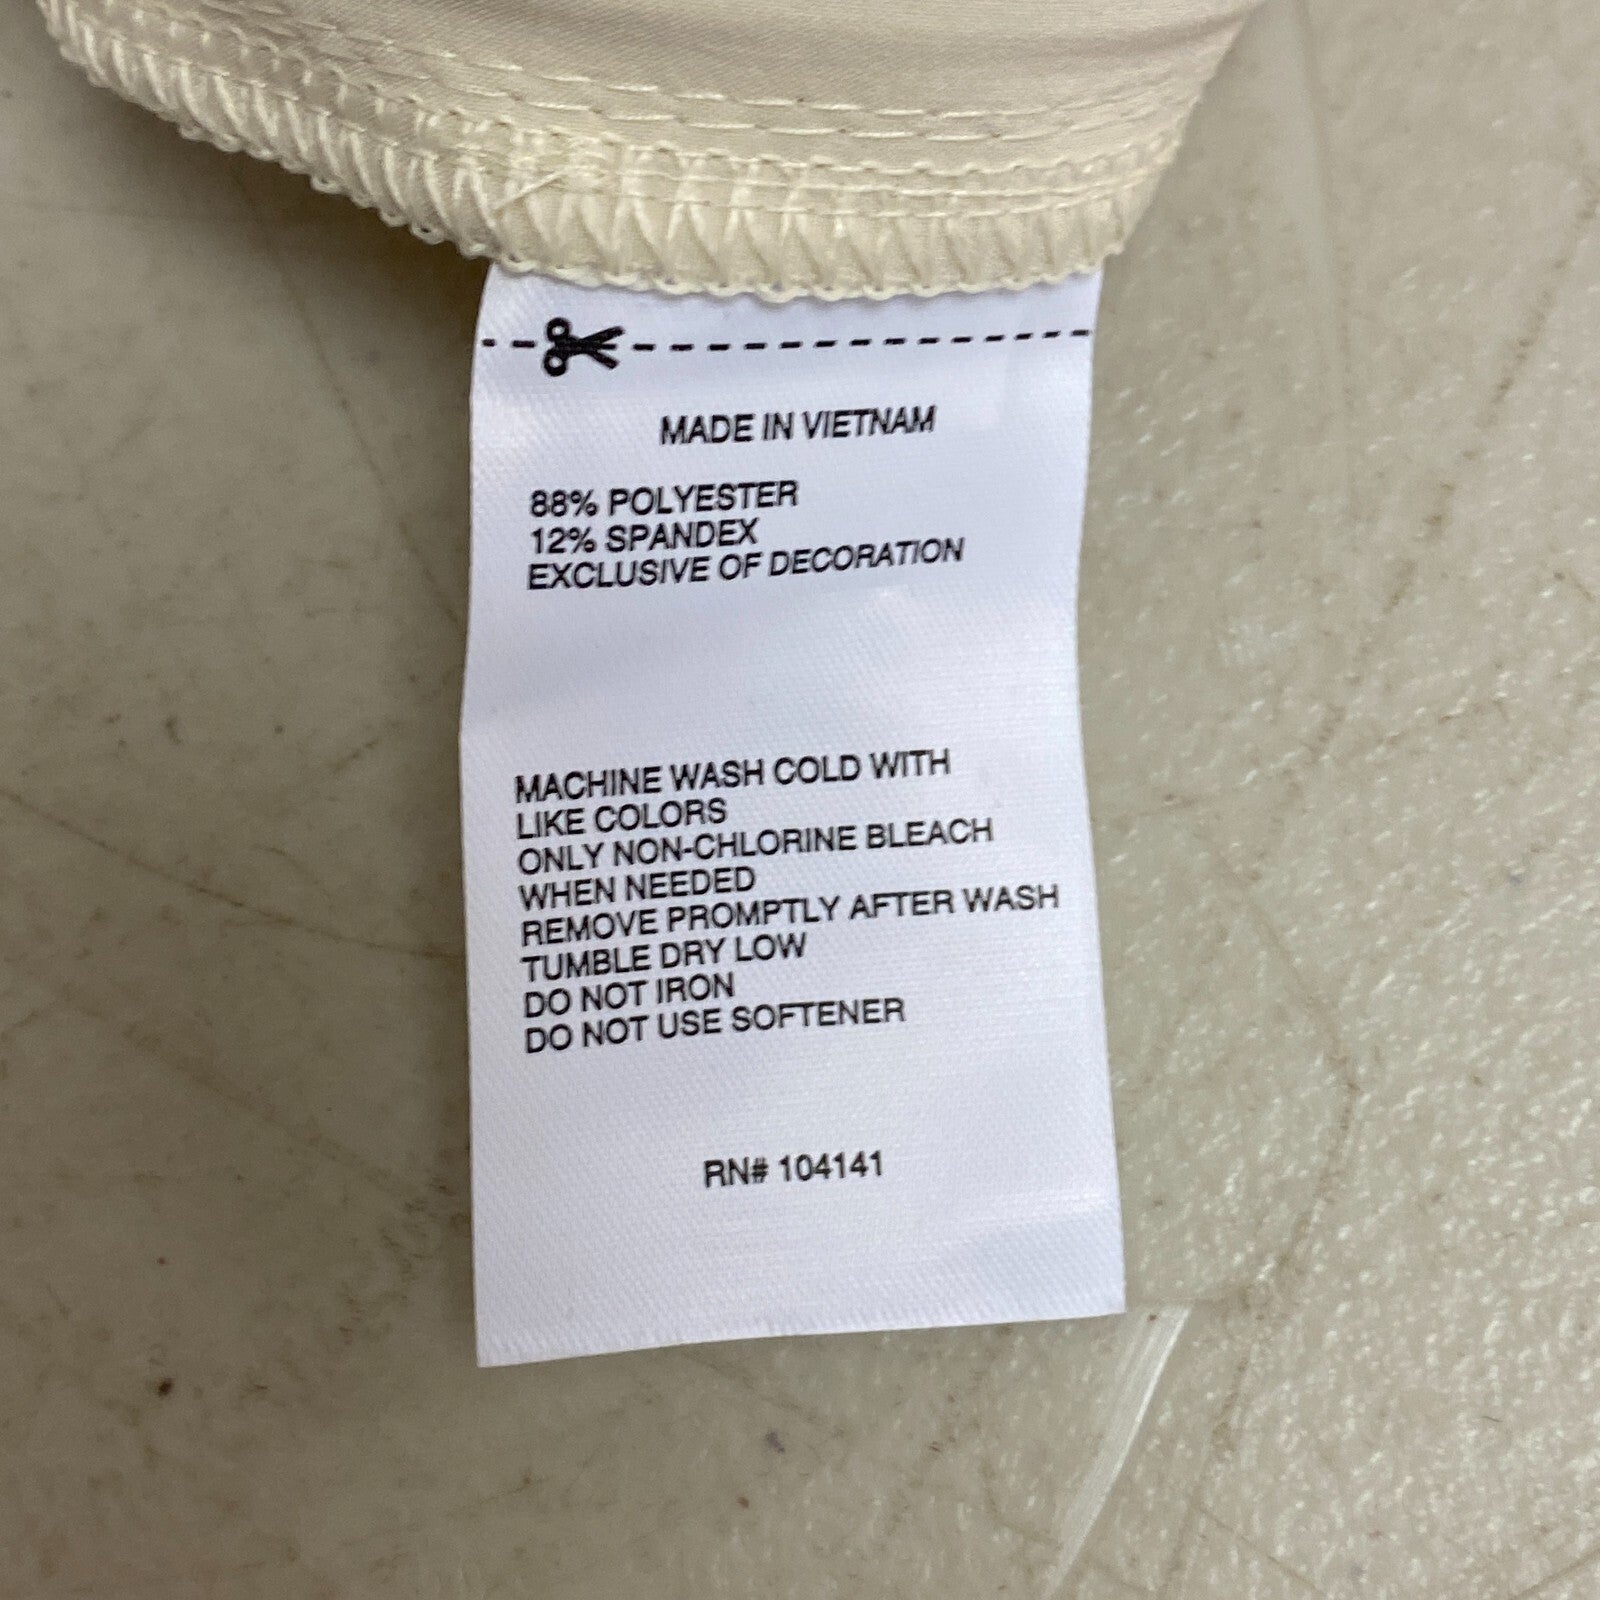 MADE IN VIETNAM
88% POLYESTER
12% SPANDEX
EXCLUSIVE OF DECORATION
MACHINE WASH COLD WITH
LIKE COLORS
ONLY NON-CHLORINE BLEACH
WHEN NEEDED
REMOVE PROMPTLY AFTER WASH
TUMBLE DRY LOW
DO NOT IRON
DO NOT USE SOFTENER
RN# 104141